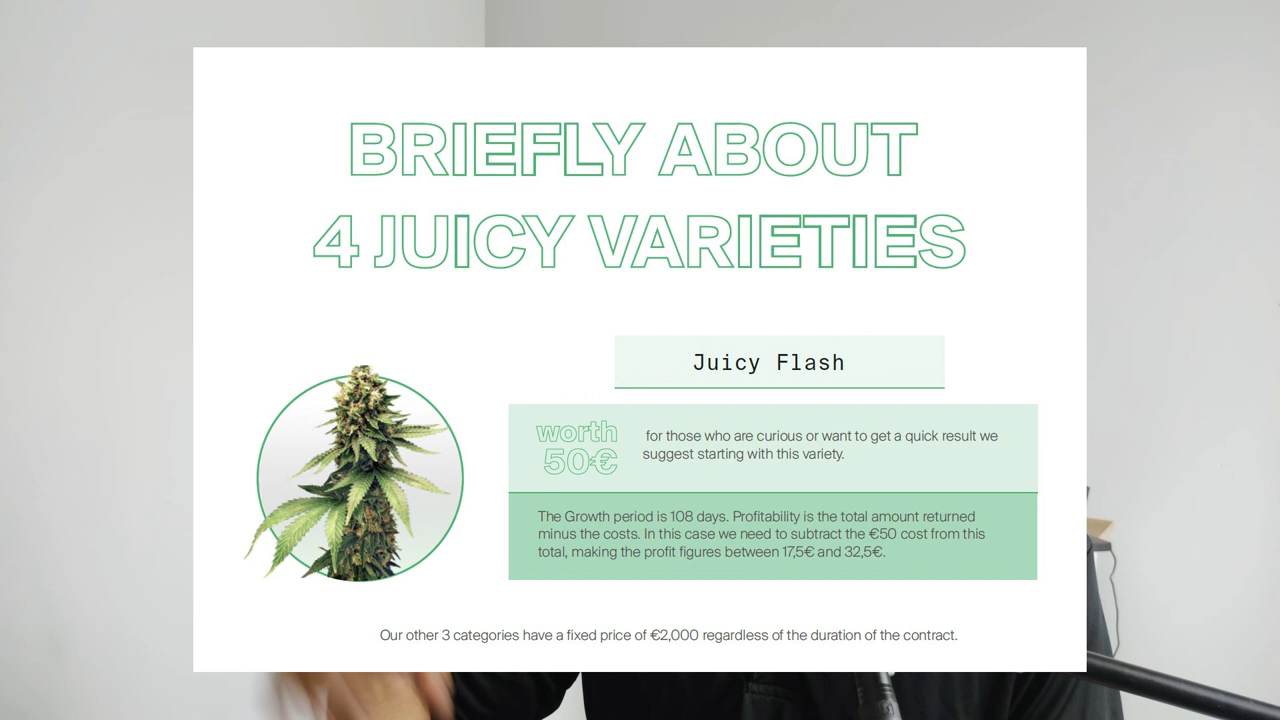 BRIEFLY ABOUT
4 JUICY VARIETIES
Juicy Flash
worth
50€
for those who are curious or want to get a quick result we
suggest starting with this variety.
The Growth period is 108 days. Profitability is the total amount returned
minus the costs. In this case we need to subtract the €50 cost from this
total, making the profit figures between 17,5€ and 32,5€.
Our other 3 categories have a fixed price of €2,000 regardless of the duration of the contract.